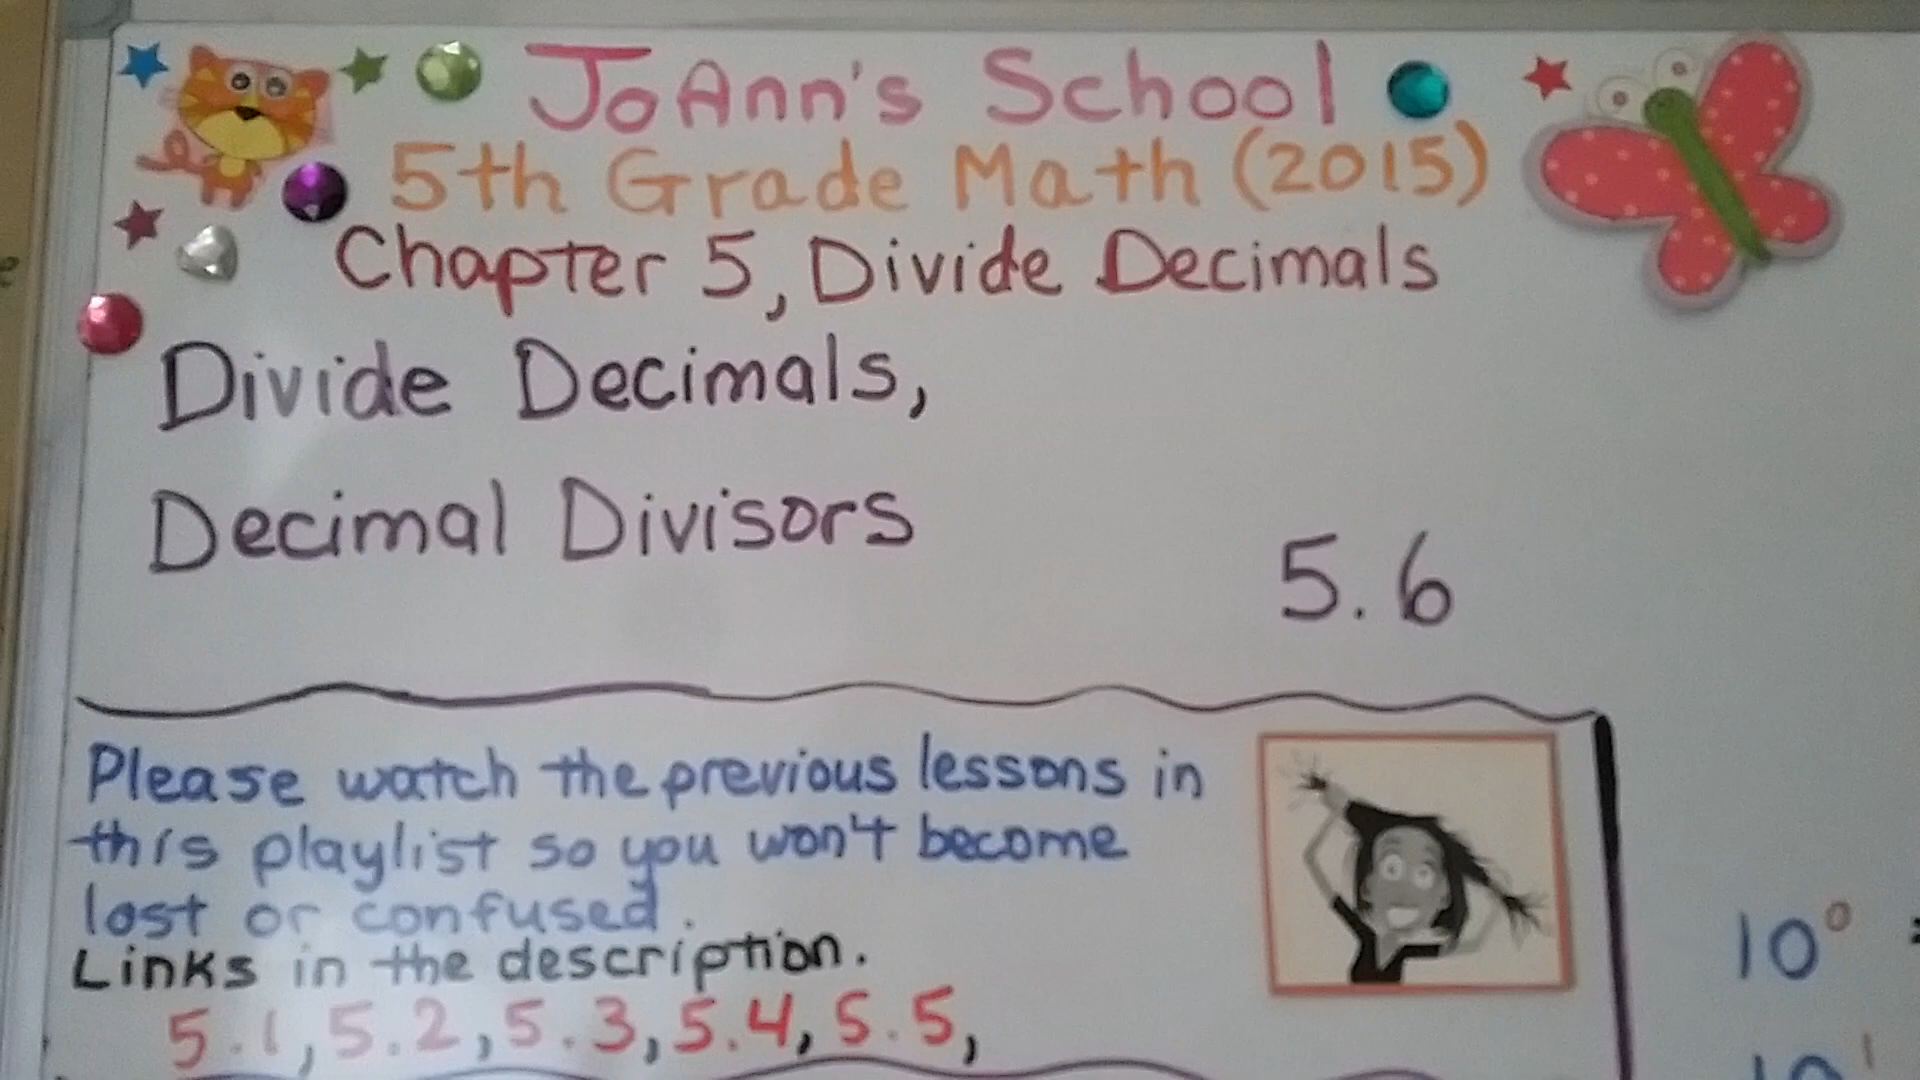 JoAnn's School
5th Grade Math (2015)
Chapter 5, Divide Decimals
Divide Decimals,
Decimal Divisors
5.6
Please watch the previous lessons in
this playlist so you won't become
lost or confused.
Links in the description.
5.1, 5.2, 5.3, 5.4, 5.5,
10⁰
10¹